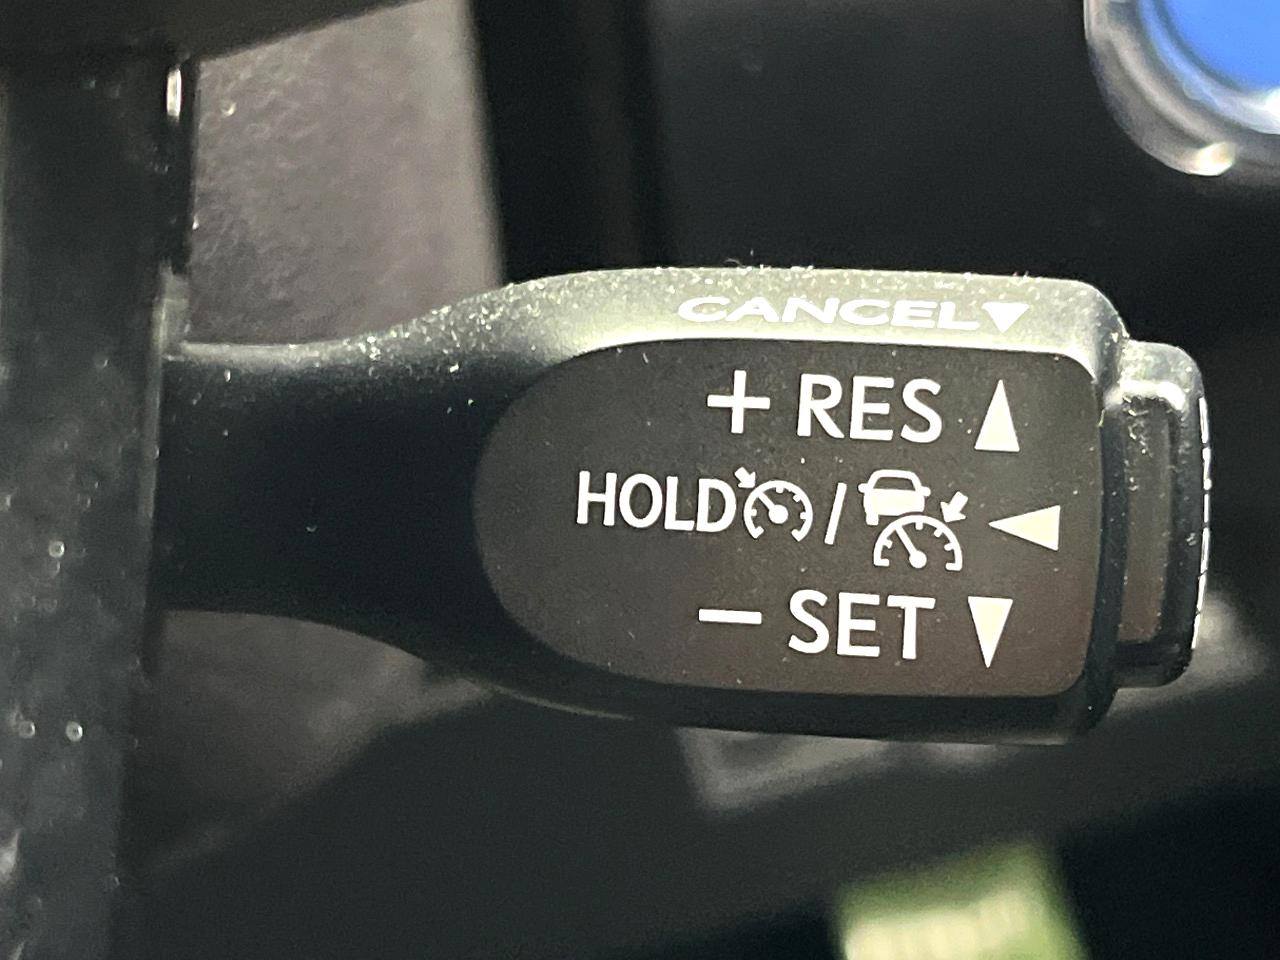 CANCEL▼
+ RES ▲
HOLD / ◀
− SET ▼